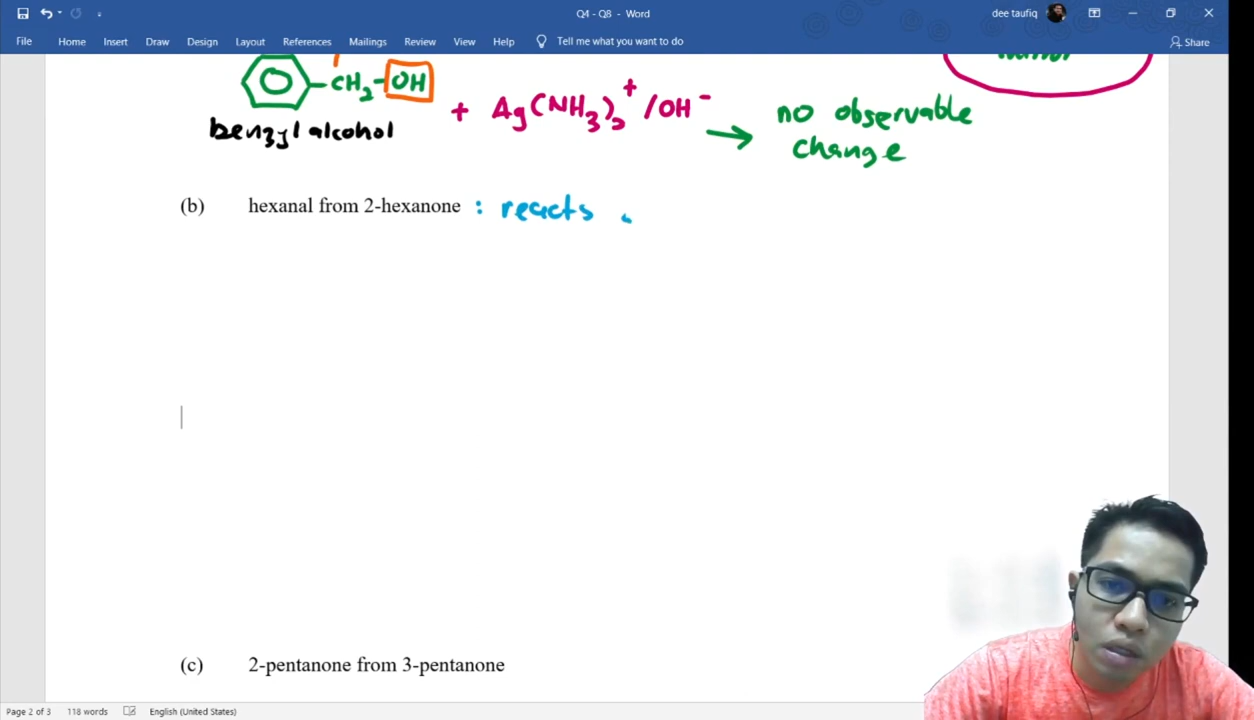 Q4 - Q8 - Word
dee taufiq
File Home Insert Draw Design Layout References Mailings Review View Help Tell me what you want to do Share
CH2-OH
benzyl alcohol
+ Ag(NH3)2+ /OH-
no observable
change
(b) hexanal from 2-hexanone : reacts
(c) 2-pentanone from 3-pentanone
Page 2 of 3 118 words English (United States)